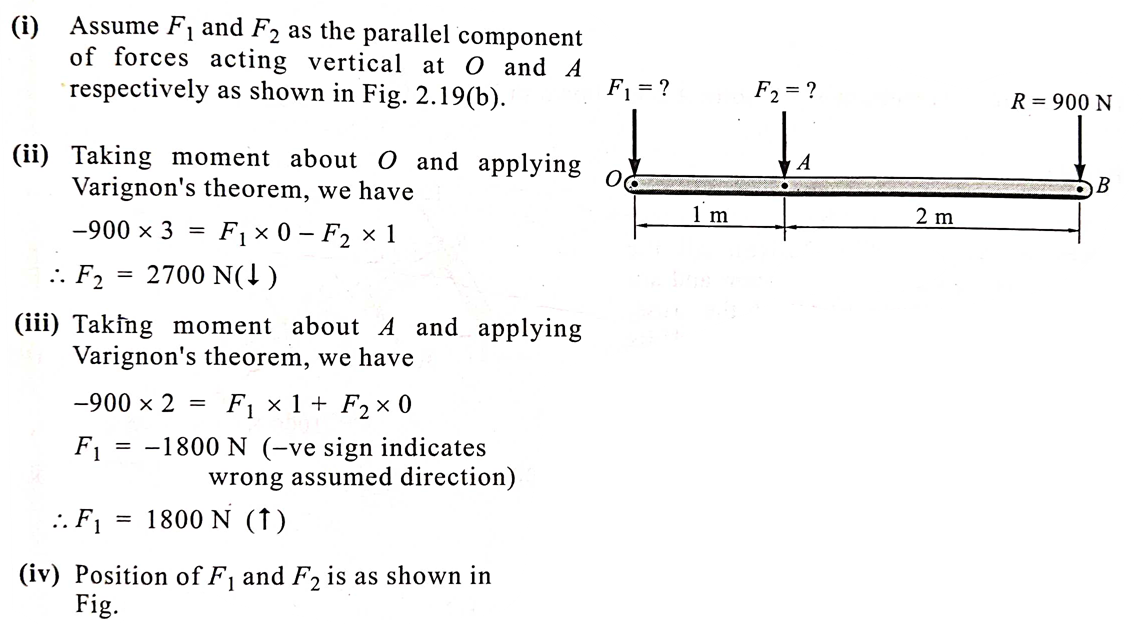 (i) Assume F₁ and F₂ as the parallel component
of forces acting vertical at O and A
respectively as shown in Fig. 2.19(b).
(ii) Taking moment about O and applying
Varignon's theorem, we have
–900 × 3 = F₁ × 0 – F₂ × 1
∴ F₂ = 2700 N(↓)
(iii) Taking moment about A and applying
Varignon's theorem, we have
–900 × 2 = F₁ × 1 + F₂ × 0
F₁ = –1800 N (–ve sign indicates
wrong assumed direction)
∴ F₁ = 1800 N (↑)
(iv) Position of F₁ and F₂ is as shown in
Fig.
F₁ = ? F₂ = ? R = 900 N
O A B
1 m 2 m